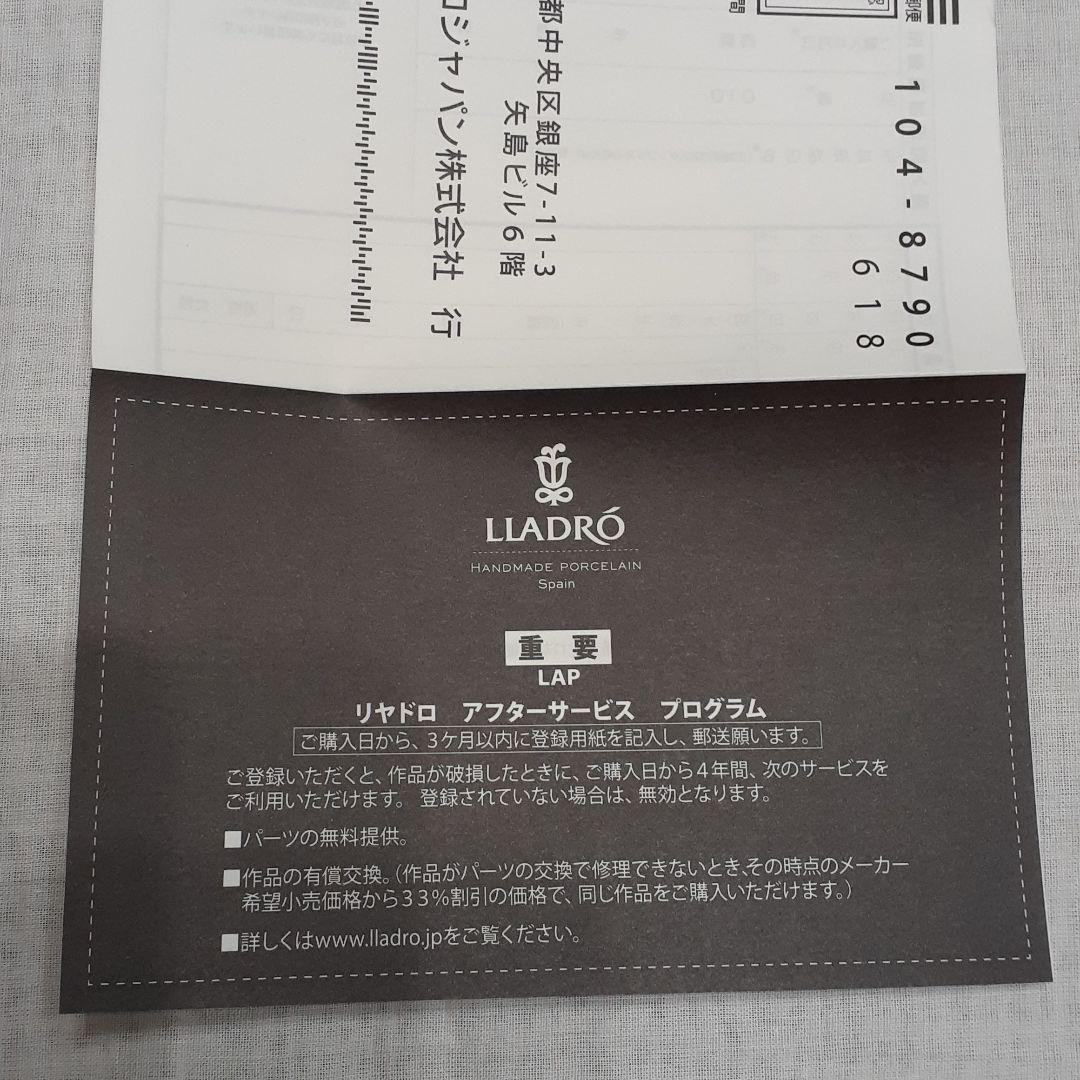 郵便
間
104-8790
618
都中央区銀座7-11-3
矢島ビル6階
ロジャパン株式会社 行
LLADRÓ
HANDMADE PORCELAIN
Spain
重 要
LAP
リヤドロ アフターサービス プログラム
ご購入日から、3ケ月以内に登録用紙を記入し、郵送願います。
ご登録いただくと、作品が破損したときに、ご購入日から4年間、次のサービスを
ご利用いただけます。 登録されていない場合は、無効となります。
■パーツの無料提供。
■作品の有償交換。(作品がパーツの交換で修理できないとき、その時点のメーカー
希望小売価格から33%割引の価格で、同じ作品をご購入いただけます。)
■詳しくはwww.lladro.jpをご覧ください。